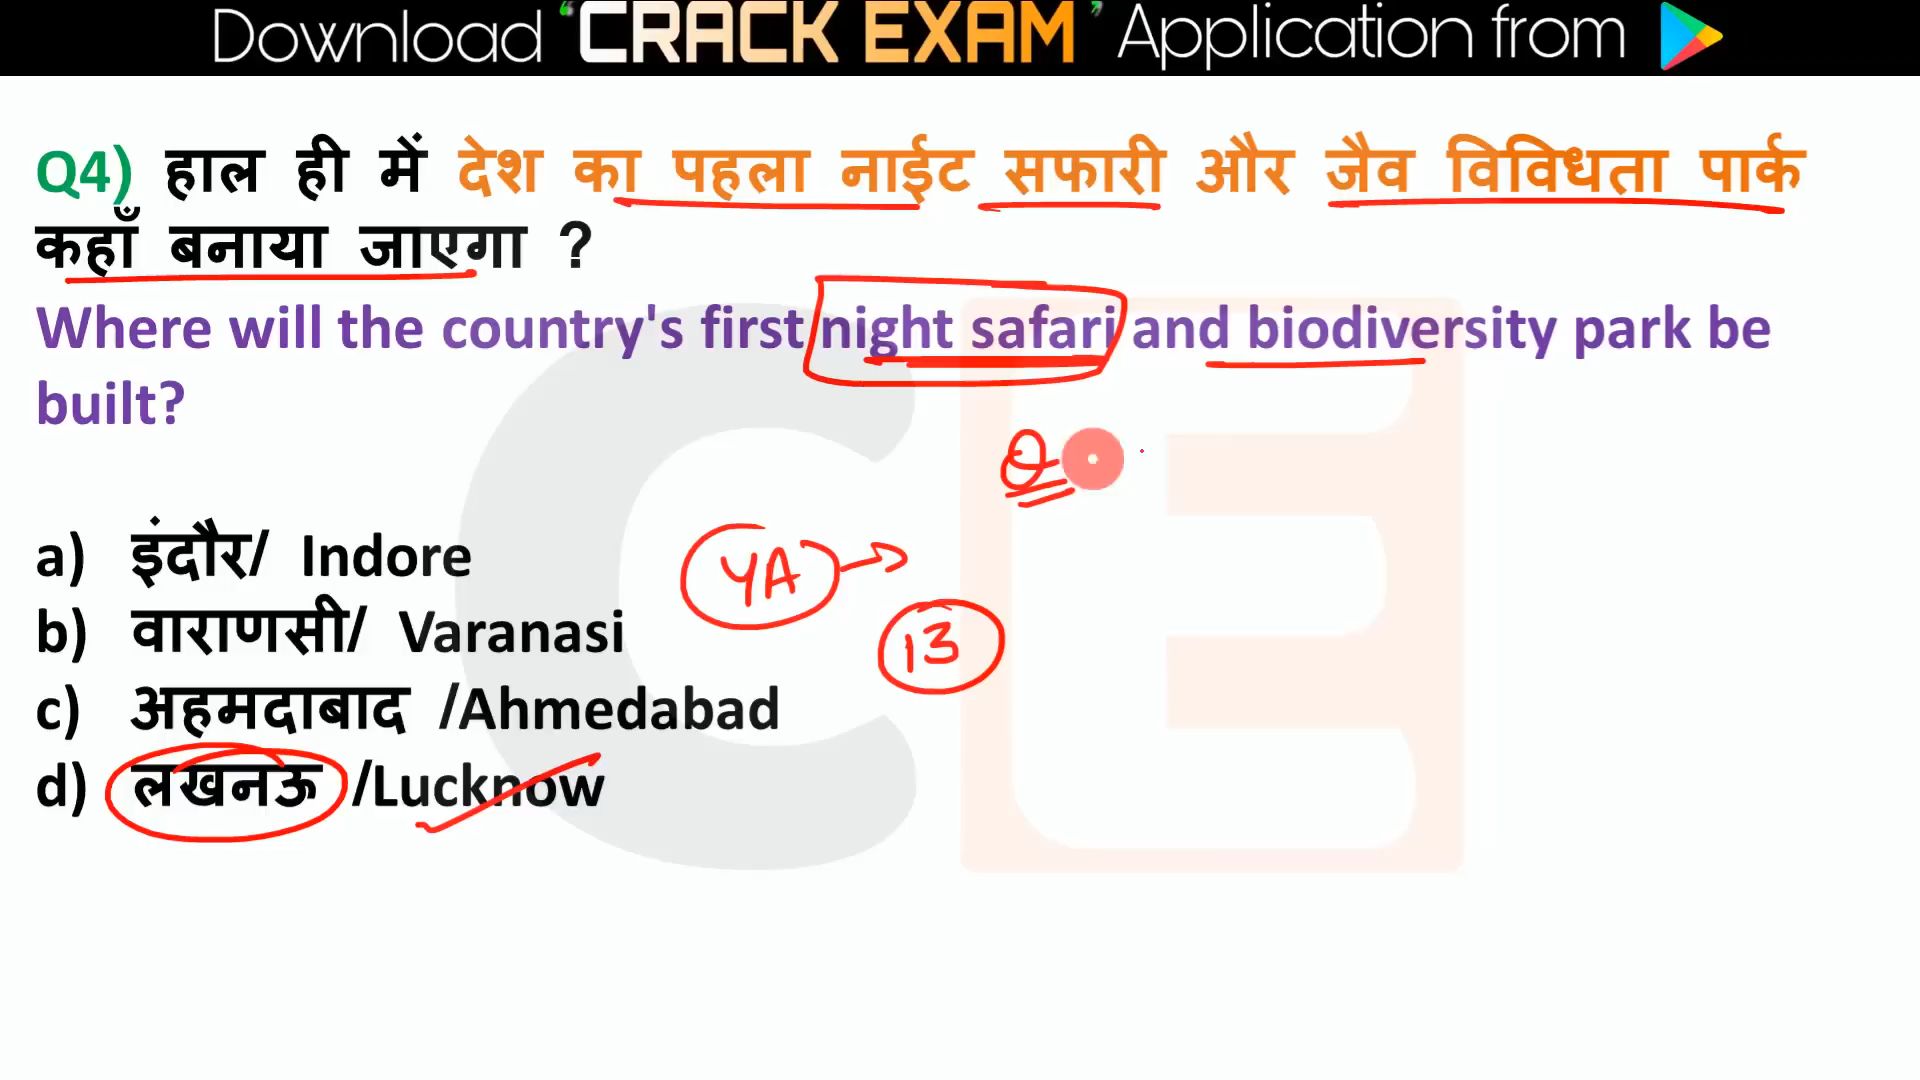 Download “CRACK EXAM” Application from
Q4) हाल ही में देश का पहला नाईट सफारी और जैव विविधता पार्क
कहाँ बनाया जाएगा ?
Where will the country's first night safari and biodiversity park be
built?
a) इंदौर/ Indore
b) वाराणसी/ Varanasi
c) अहमदाबाद /Ahmedabad
d) लखनऊ /Lucknow
YA
13
CE